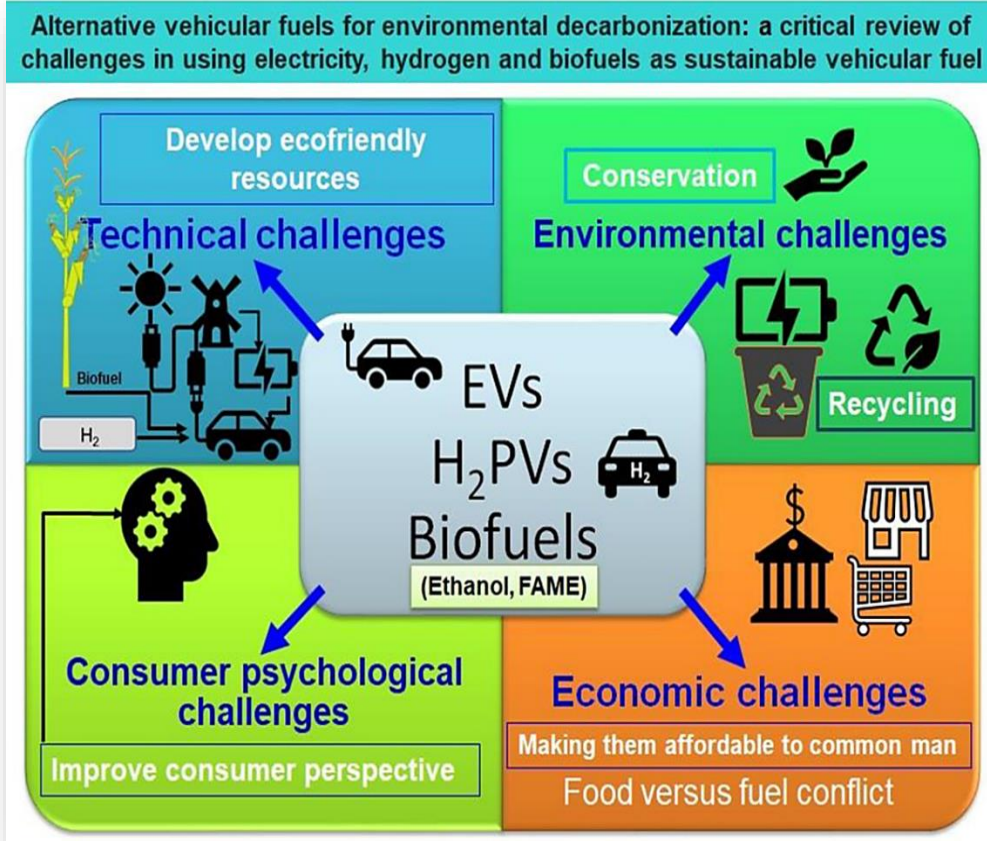 Alternative vehicular fuels for environmental decarbonization: a critical review of
challenges in using electricity, hydrogen and biofuels as sustainable vehicular fuel
Develop ecofriendly
resources
Technical challenges
Biofuel
H₂
Conservation
Environmental challenges
Recycling
EVs
H₂PVs
H₂
Biofuels
(Ethanol, FAME)
Consumer psychological
challenges
Improve consumer perspective
$
Economic challenges
Making them affordable to common man
Food versus fuel conflict